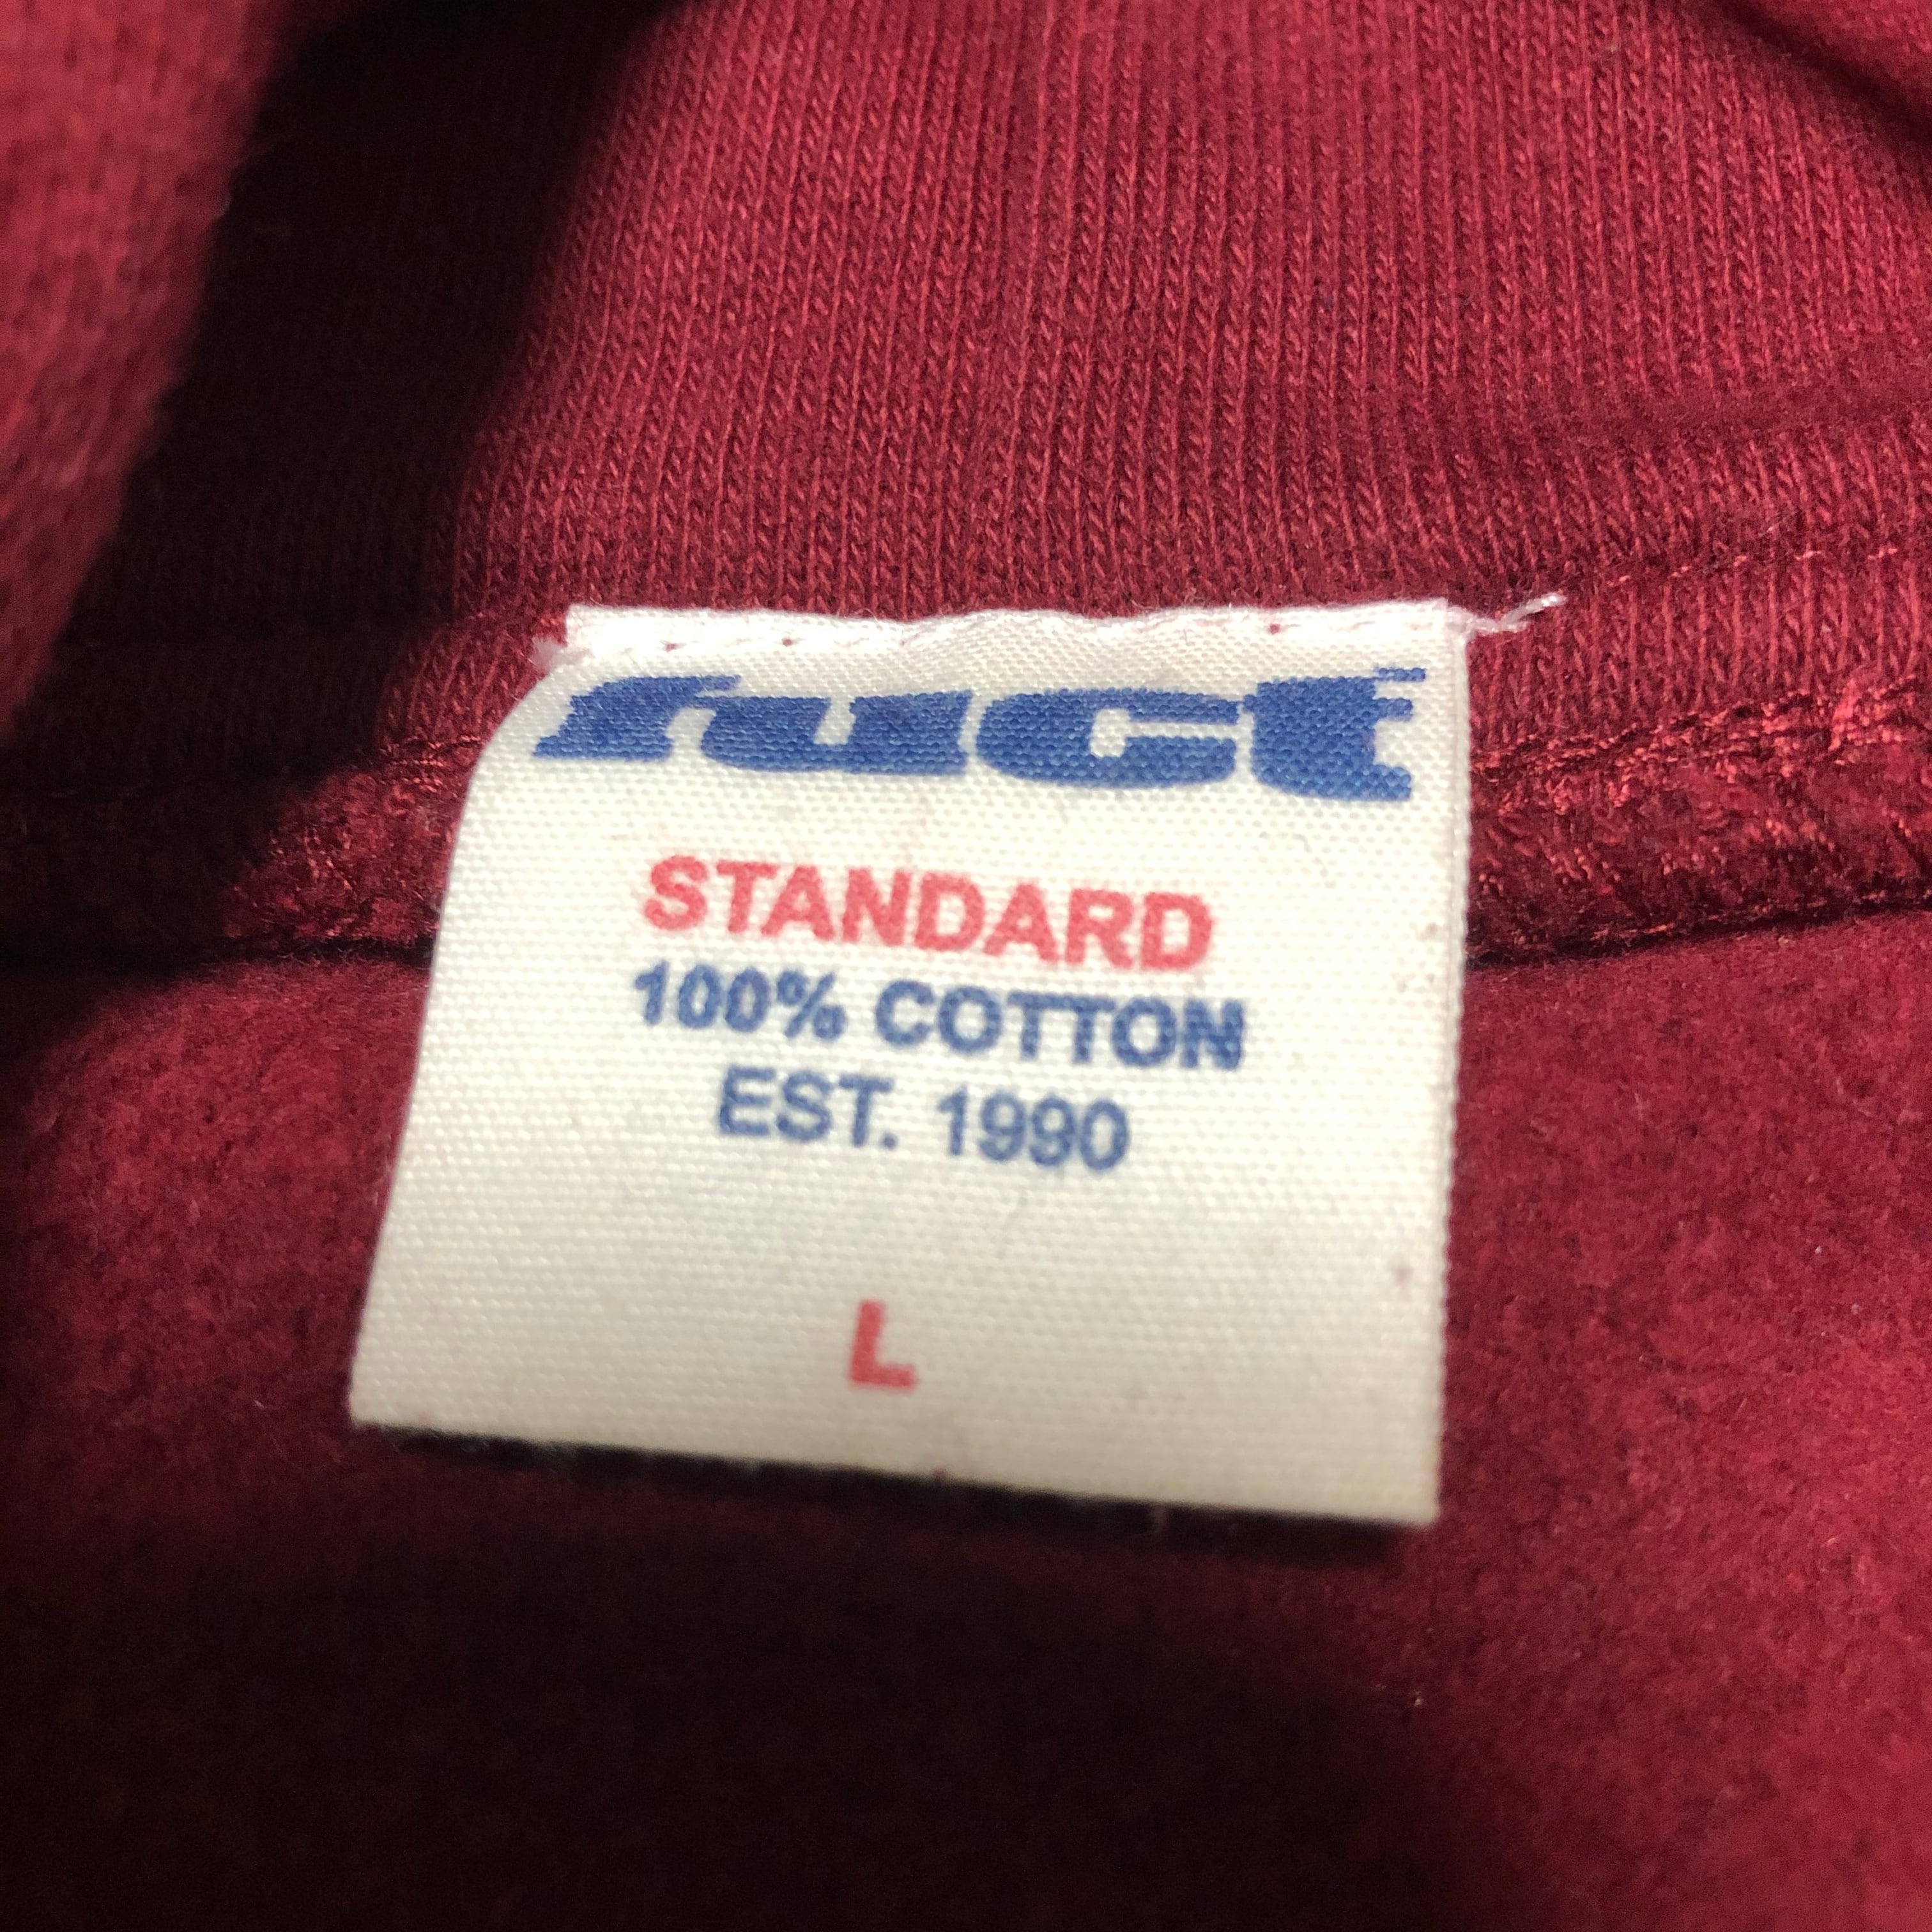 fuct
STANDARD
100% COTTON
EST. 1990
L